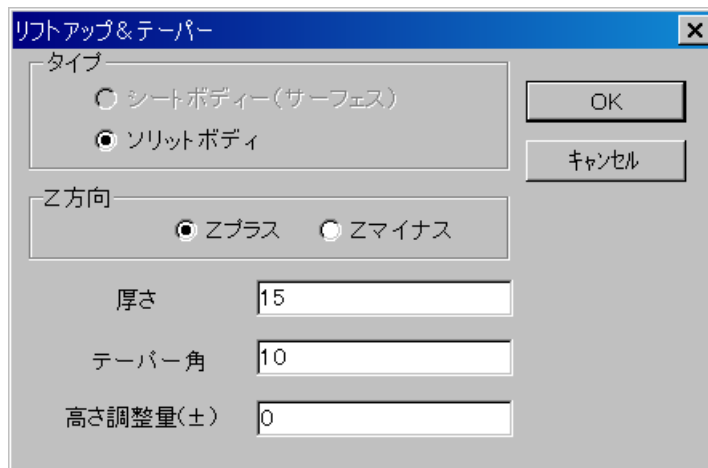 リフトアップ&テーパー
タイプ
シートボディー(サーフェス)
ソリットボディ
OK
キャンセル
Z方向
Zプラス Zマイナス
厚さ 15
テーパー角 10
高さ調整量(±) 0